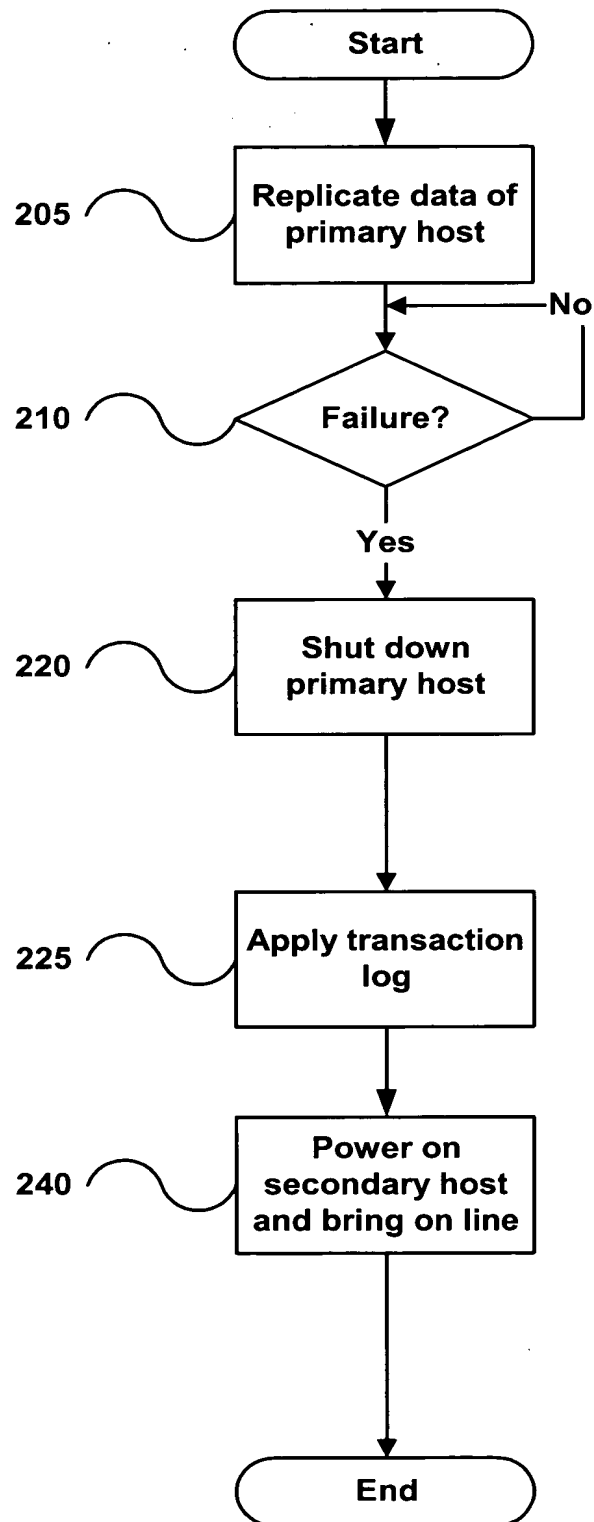 Start
205
Replicate data of
primary host
No
210
Failure?
Yes
220
Shut down
primary host
225
Apply transaction
log
240
Power on
secondary host
and bring on line
End